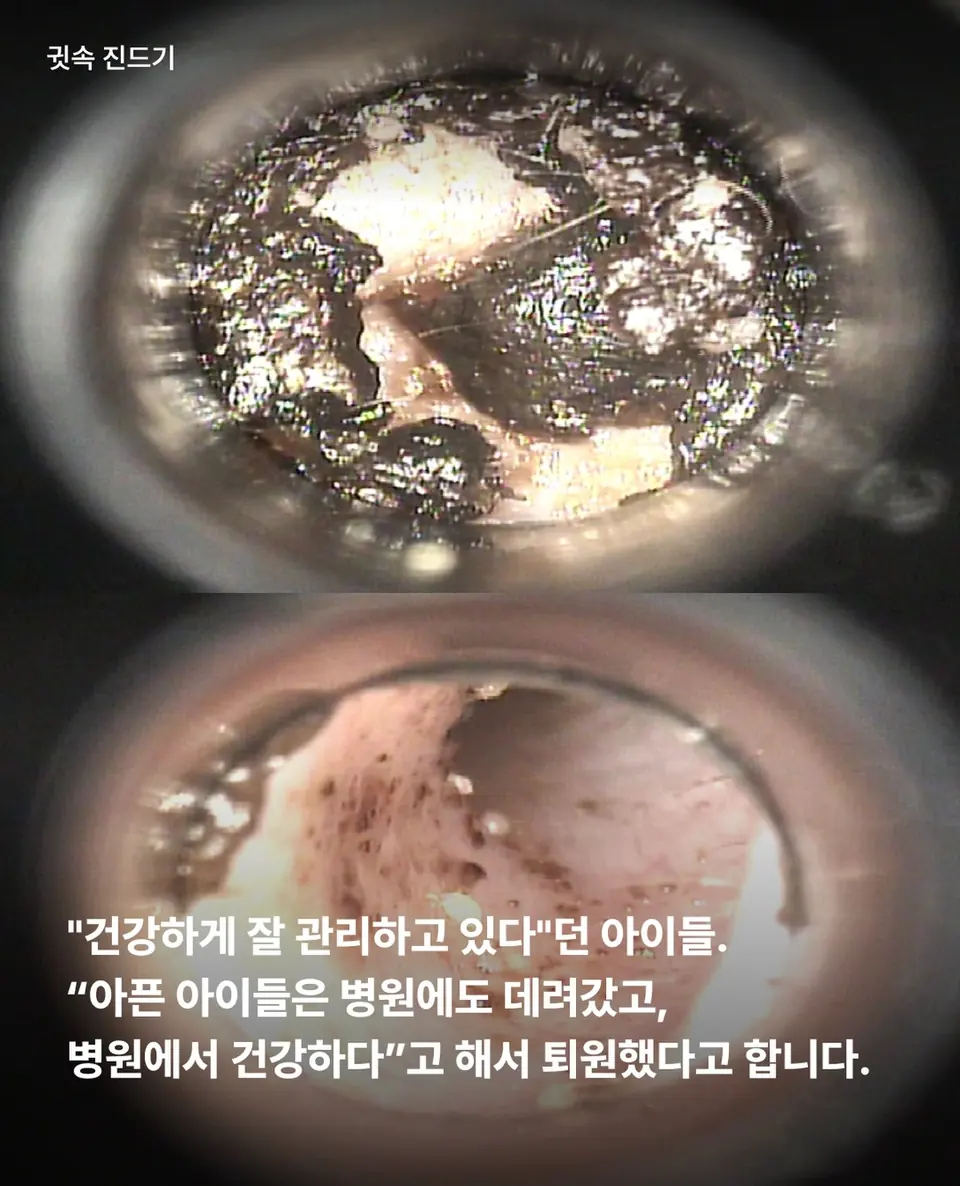 귓속 진드기
"건강하게 잘 관리하고 있다"던 아이들.
“아픈 아이들은 병원에도 데려갔고,
병원에서 건강하다”고 해서 퇴원했다고 합니다.